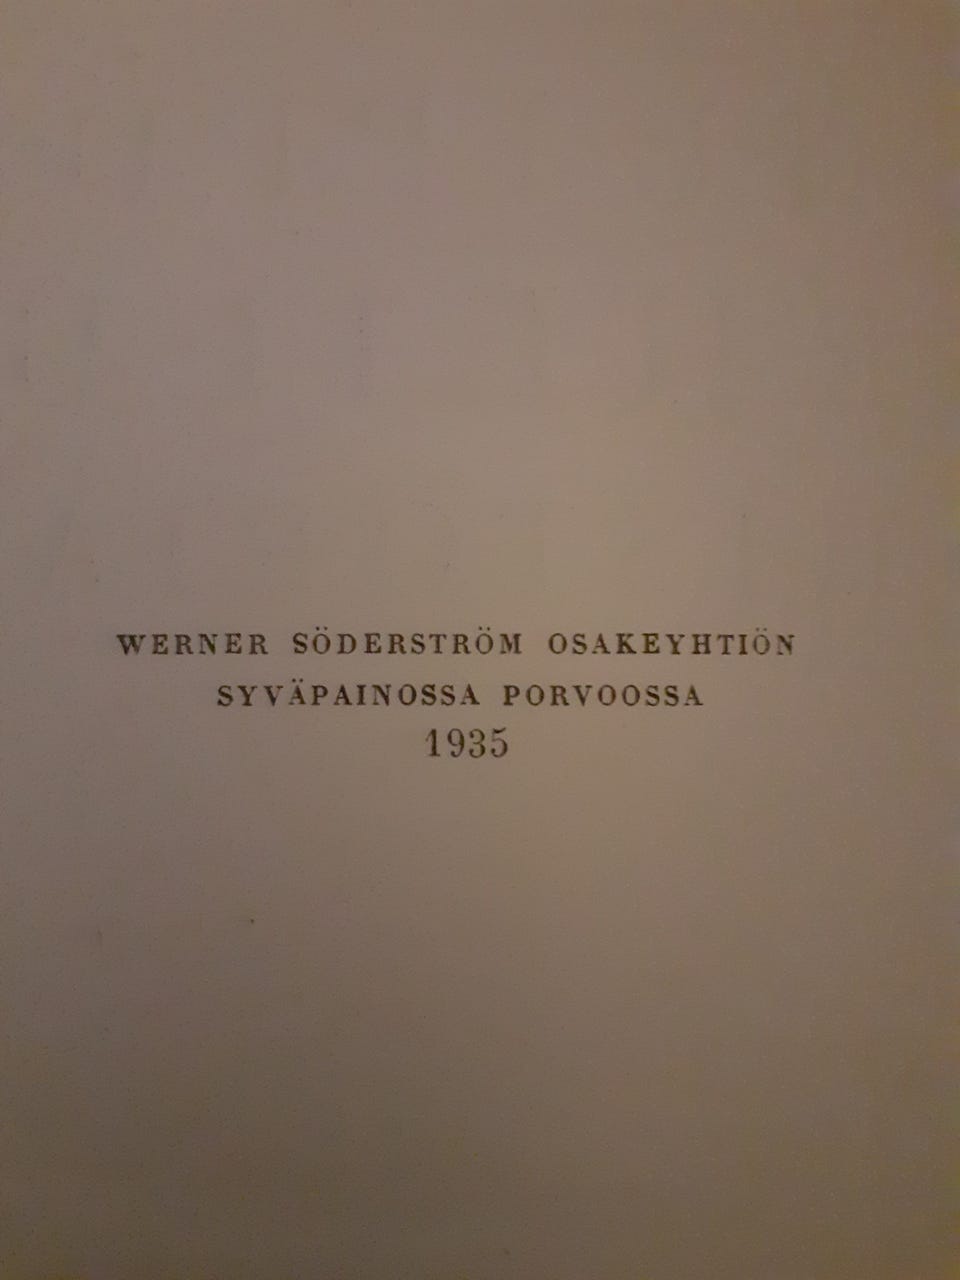 WERNER SÖDERSTRÖM OSAKEYHTIÖN
SYVÄPAINOSSA PORVOOSSA
1935